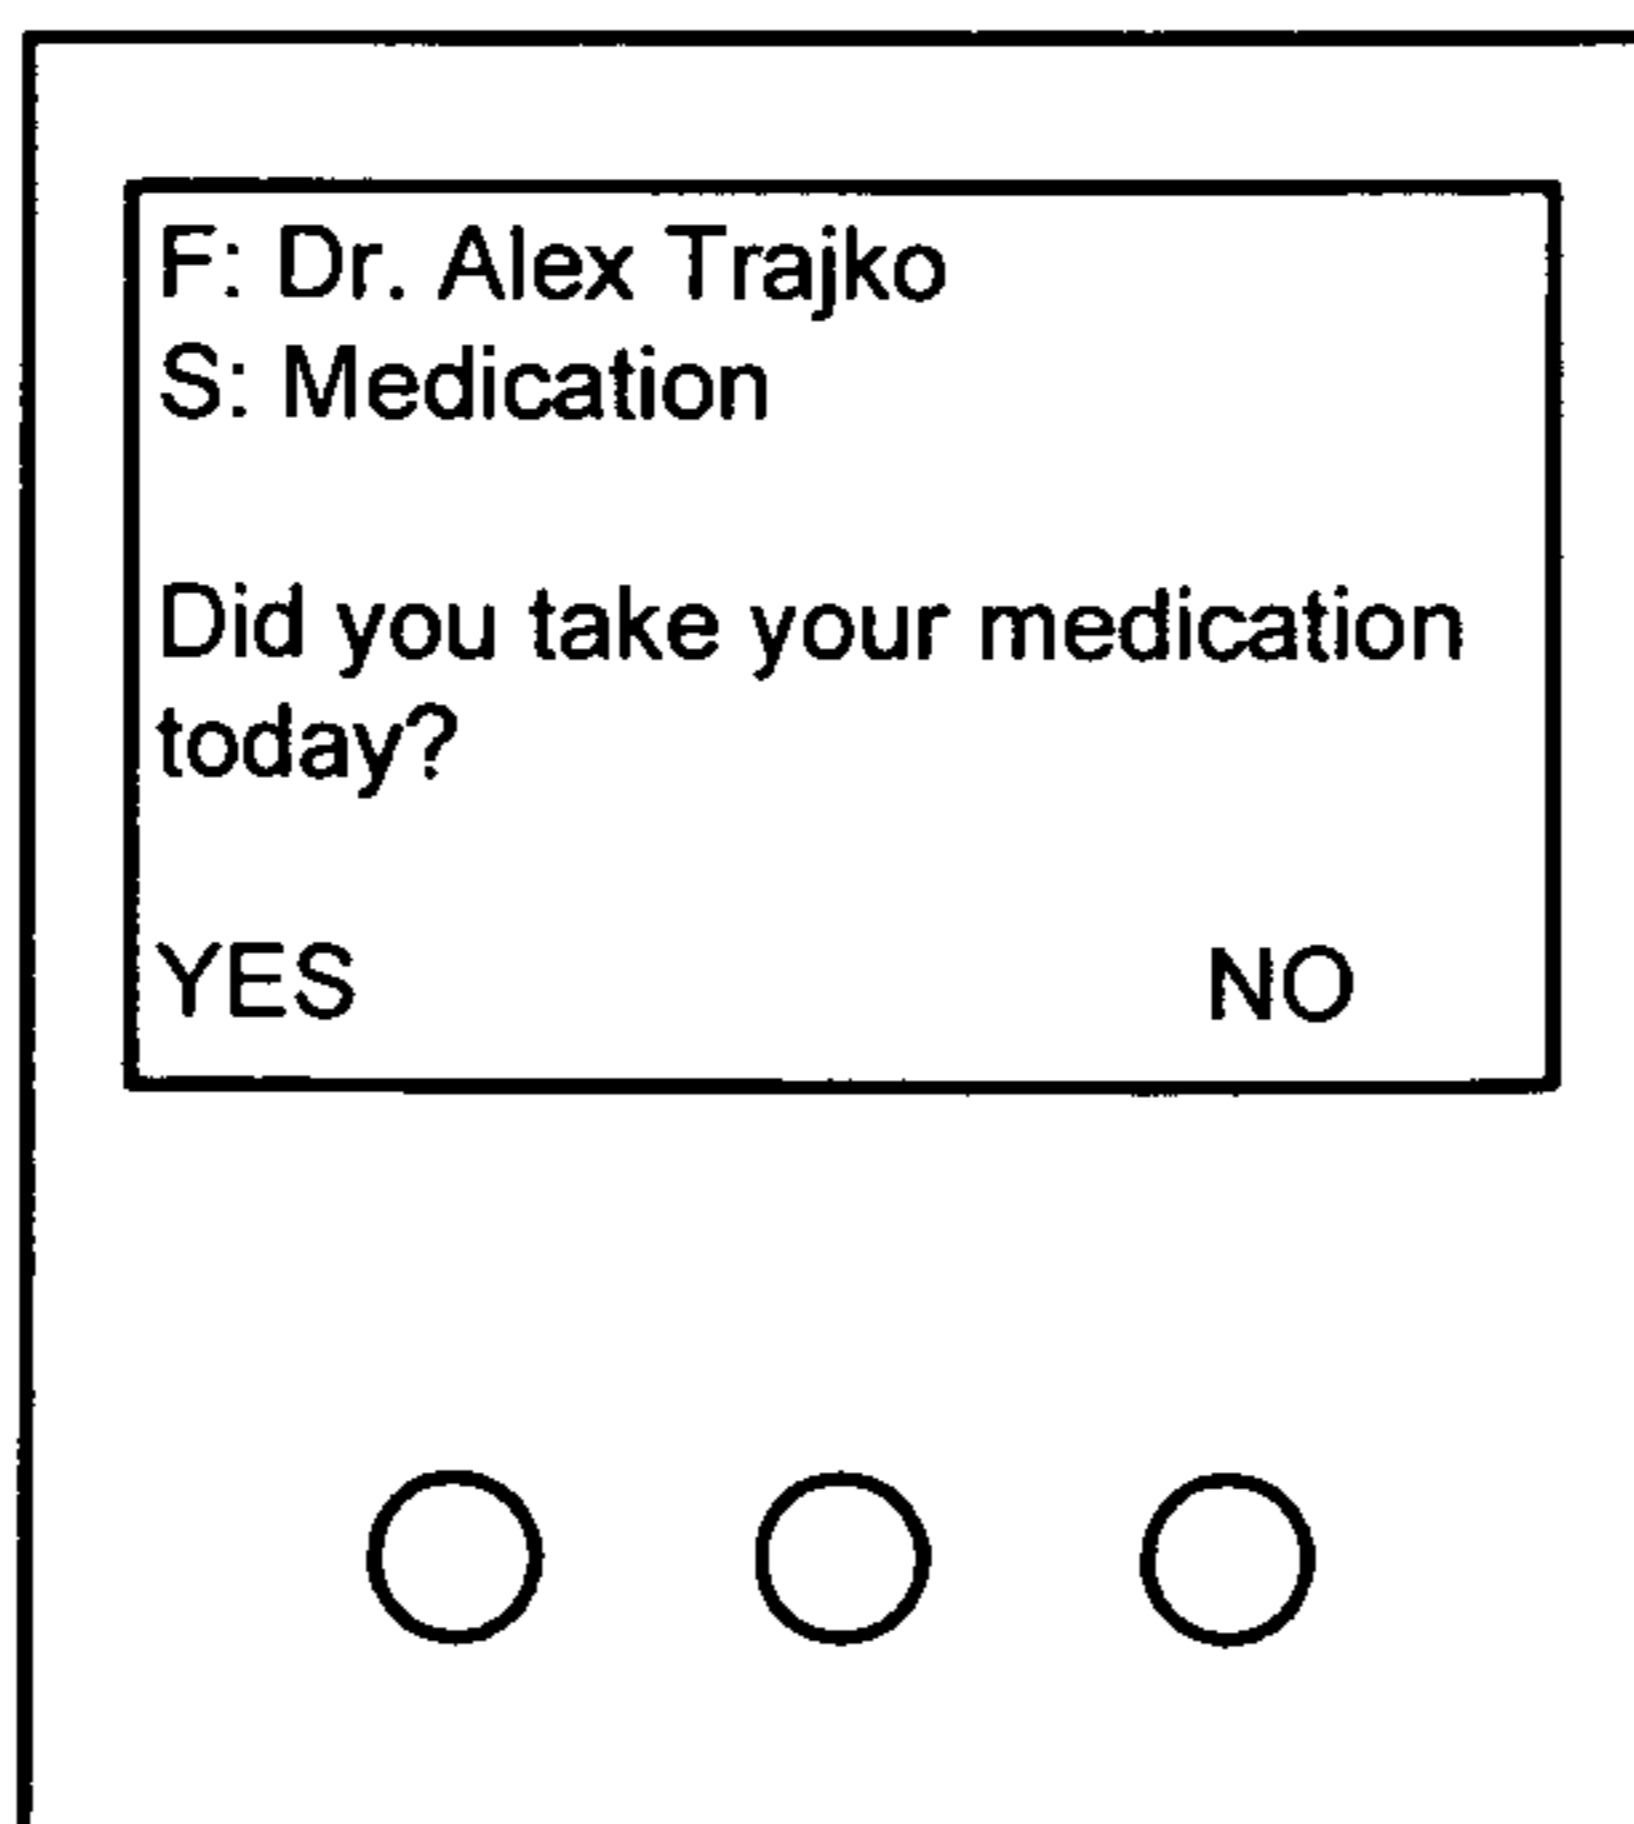 F: Dr. Alex Trajko
S: Medication
Did you take your medication
today?
YES NO